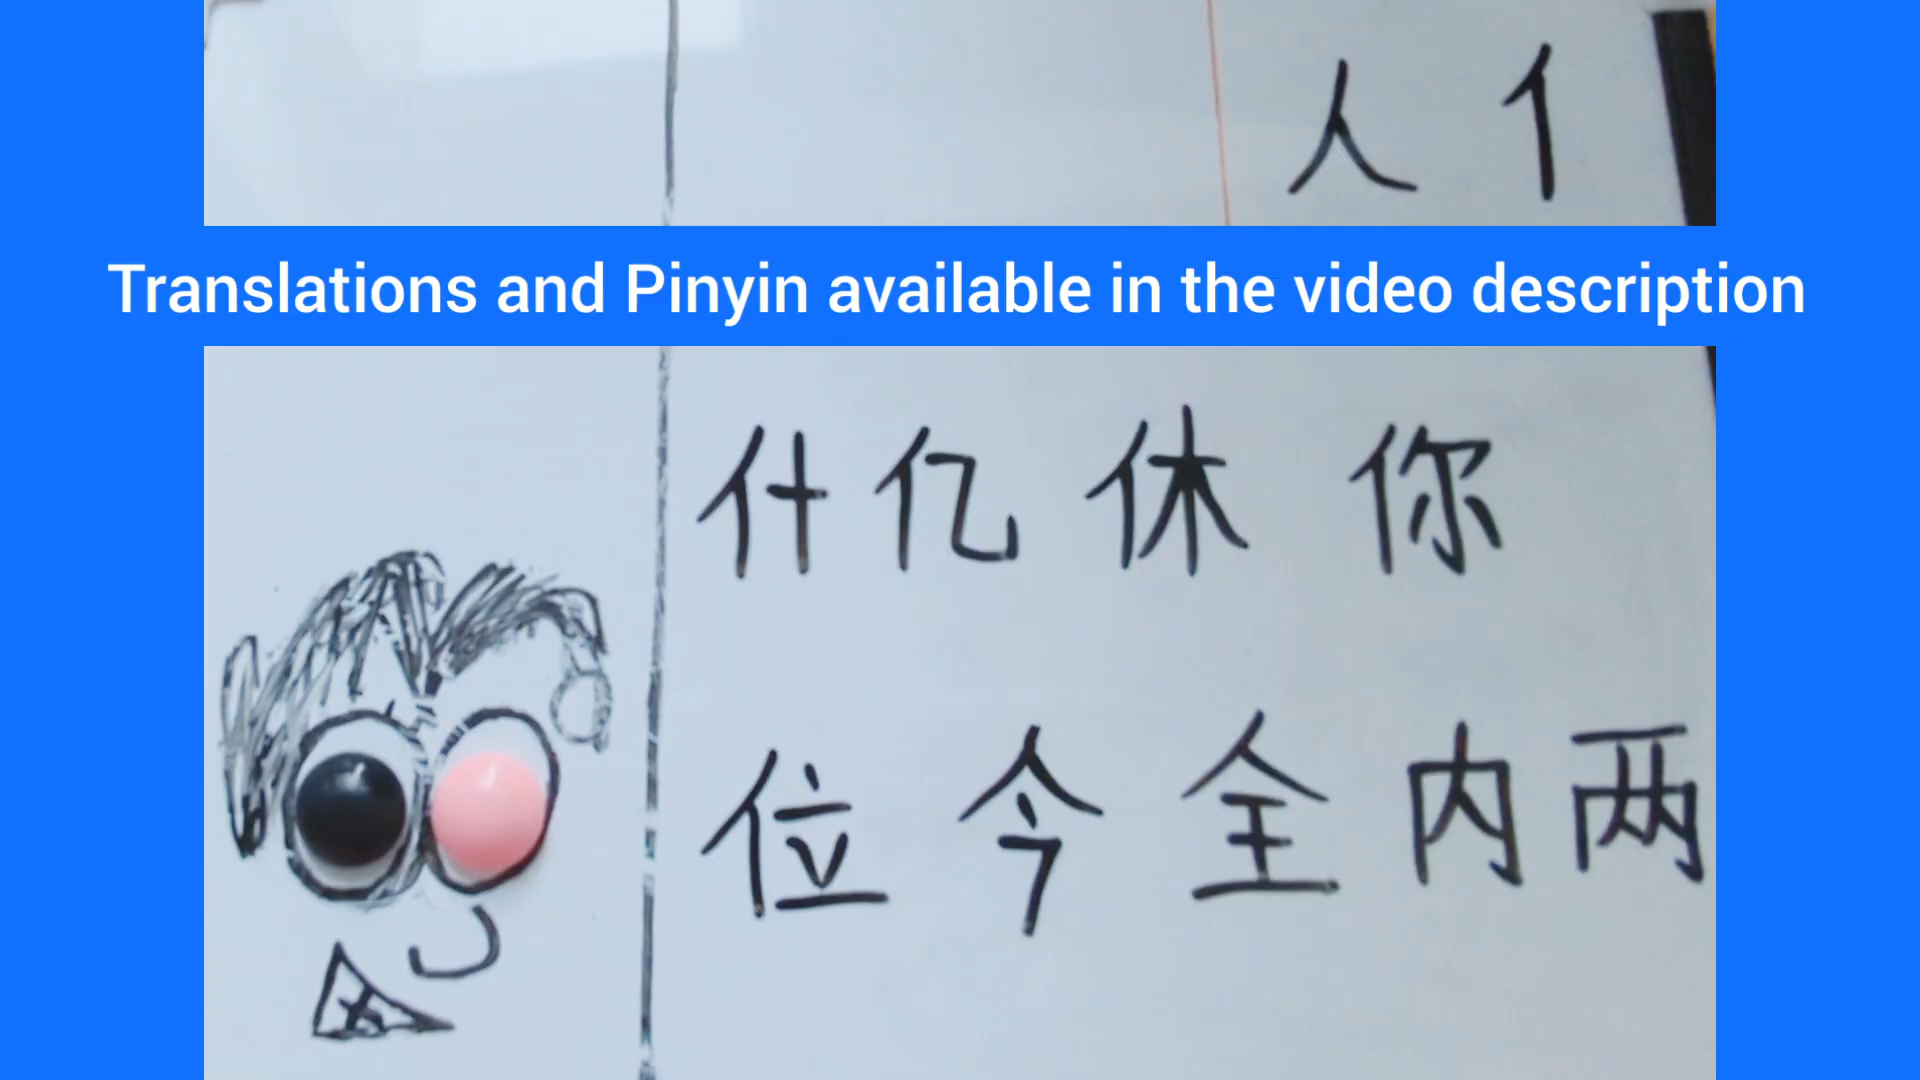 人 亻
Translations and Pinyin available in the video description
什 亿 休 你
位 今 全 内 两